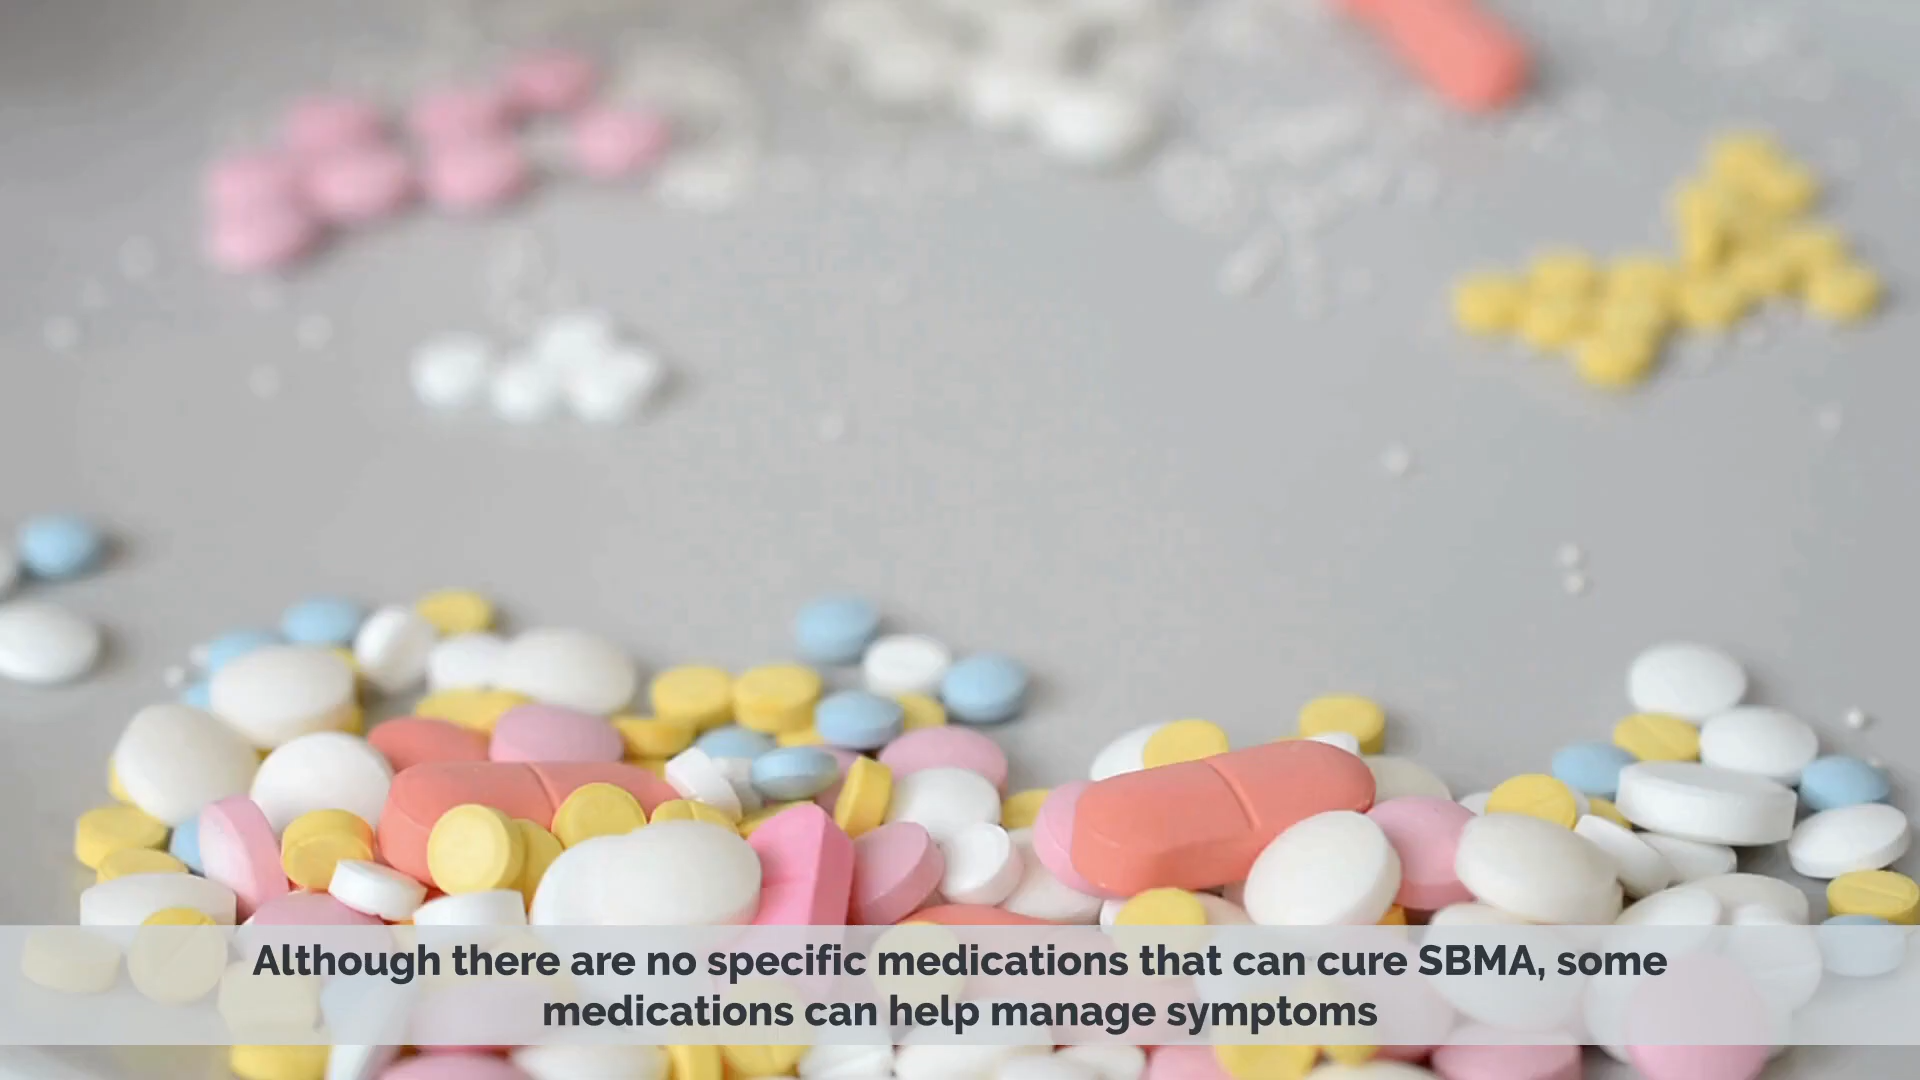 Although there are no specific medications that can cure SBMA, some
medications can help manage symptoms